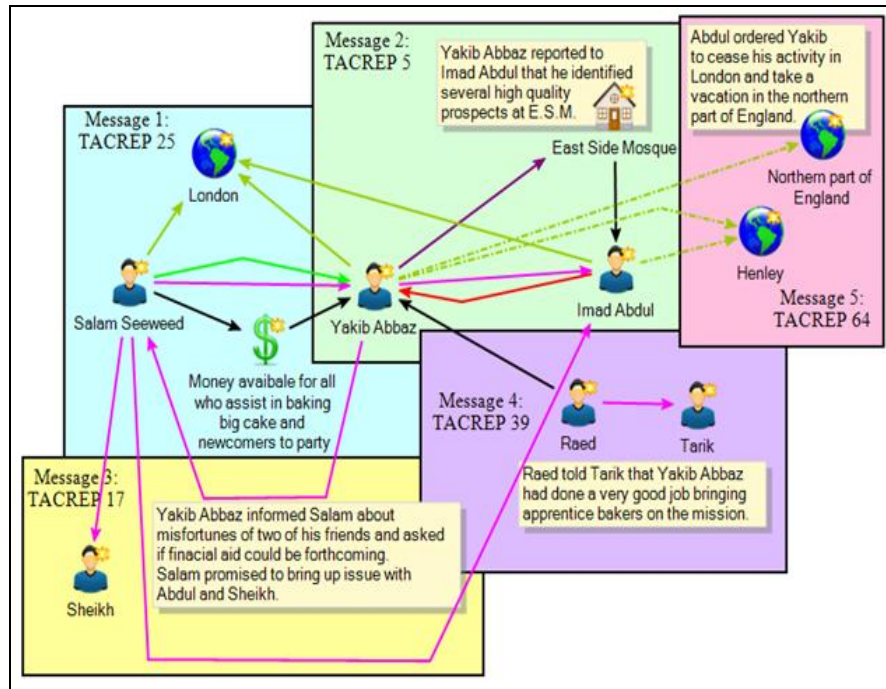 Message 2:
TACREP 5
Yakib Abbaz reported to
Imad Abdul that he identified
several high quality
prospects at E.S.M.
East Side Mosque
Abdul ordered Yakib
to cease his activity in
London and take a
vacation in the northern
part of England.
Northern part of
England
Henley
Message 5:
TACREP 64
Message 1:
TACREP 25
London
Salam Seeweed
Yakib Abbaz
Imad Abdul
Money avaibale for all
who assist in baking
big cake and
newcomers to party
Message 4:
TACREP 39
Raed
Tarik
Raed told Tarik that Yakib Abbaz
had done a very good job bringing
apprentice bakers on the mission.
Message 3:
TACREP 17
Yakib Abbaz informed Salam about
misfortunes of two of his friends and asked
if finacial aid could be forthcoming.
Salam promised to bring up issue with
Abdul and Sheikh.
Sheikh